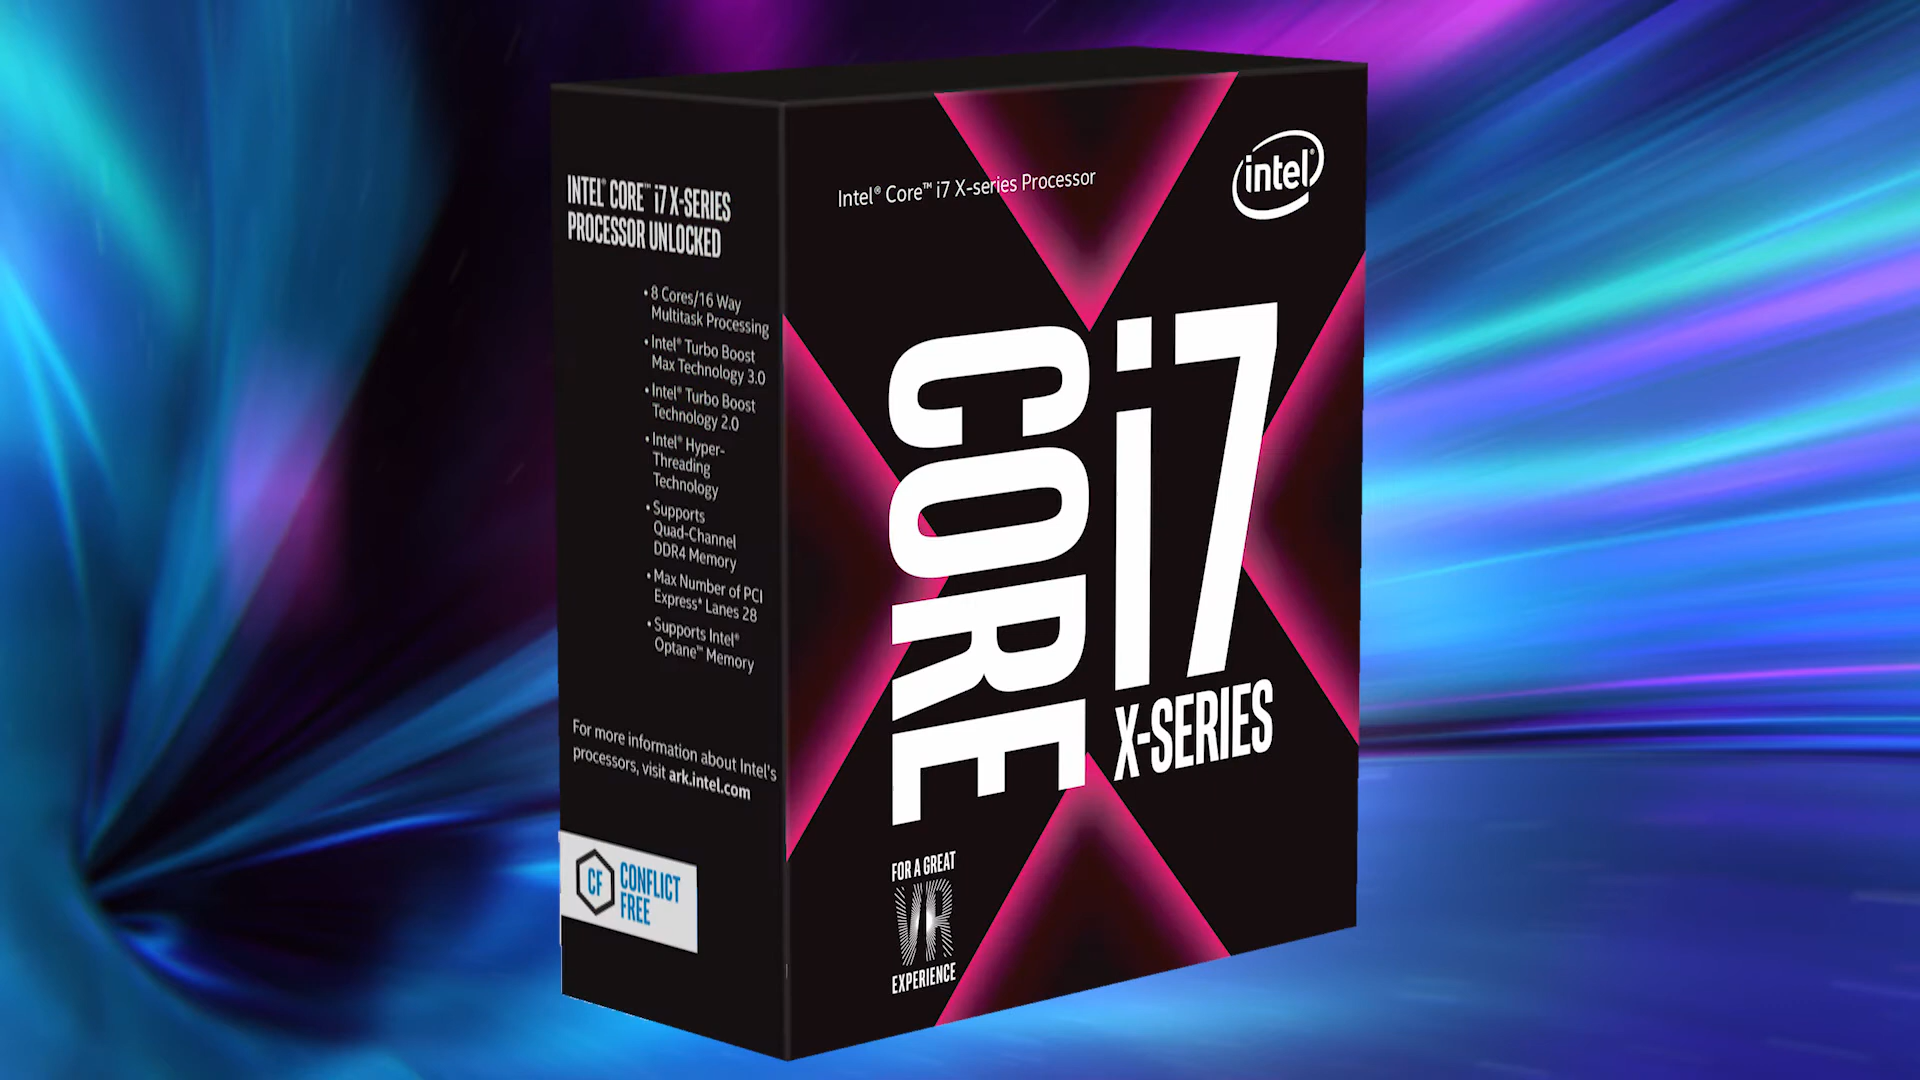 INTEL® CORE™ i7 X-SERIES
PROCESSOR UNLOCKED
• 8 Cores/16 Way
Multitask Processing
• Intel® Turbo Boost
Max Technology 3.0
• Intel® Turbo Boost
Technology 2.0
• Intel® Hyper-
Threading
Technology
• Supports
Quad-Channel
DDR4 Memory
• Max Number of PCI
Express* Lanes 28
• Supports Intel®
Optane™ Memory
For more information about Intel's
processors, visit ark.intel.com
CF
CONFLICT
FREE
Intel® Core™ i7 X-series Processor
intel®
CORE
i7
X-SERIES
FOR A GREAT
VR
EXPERIENCE